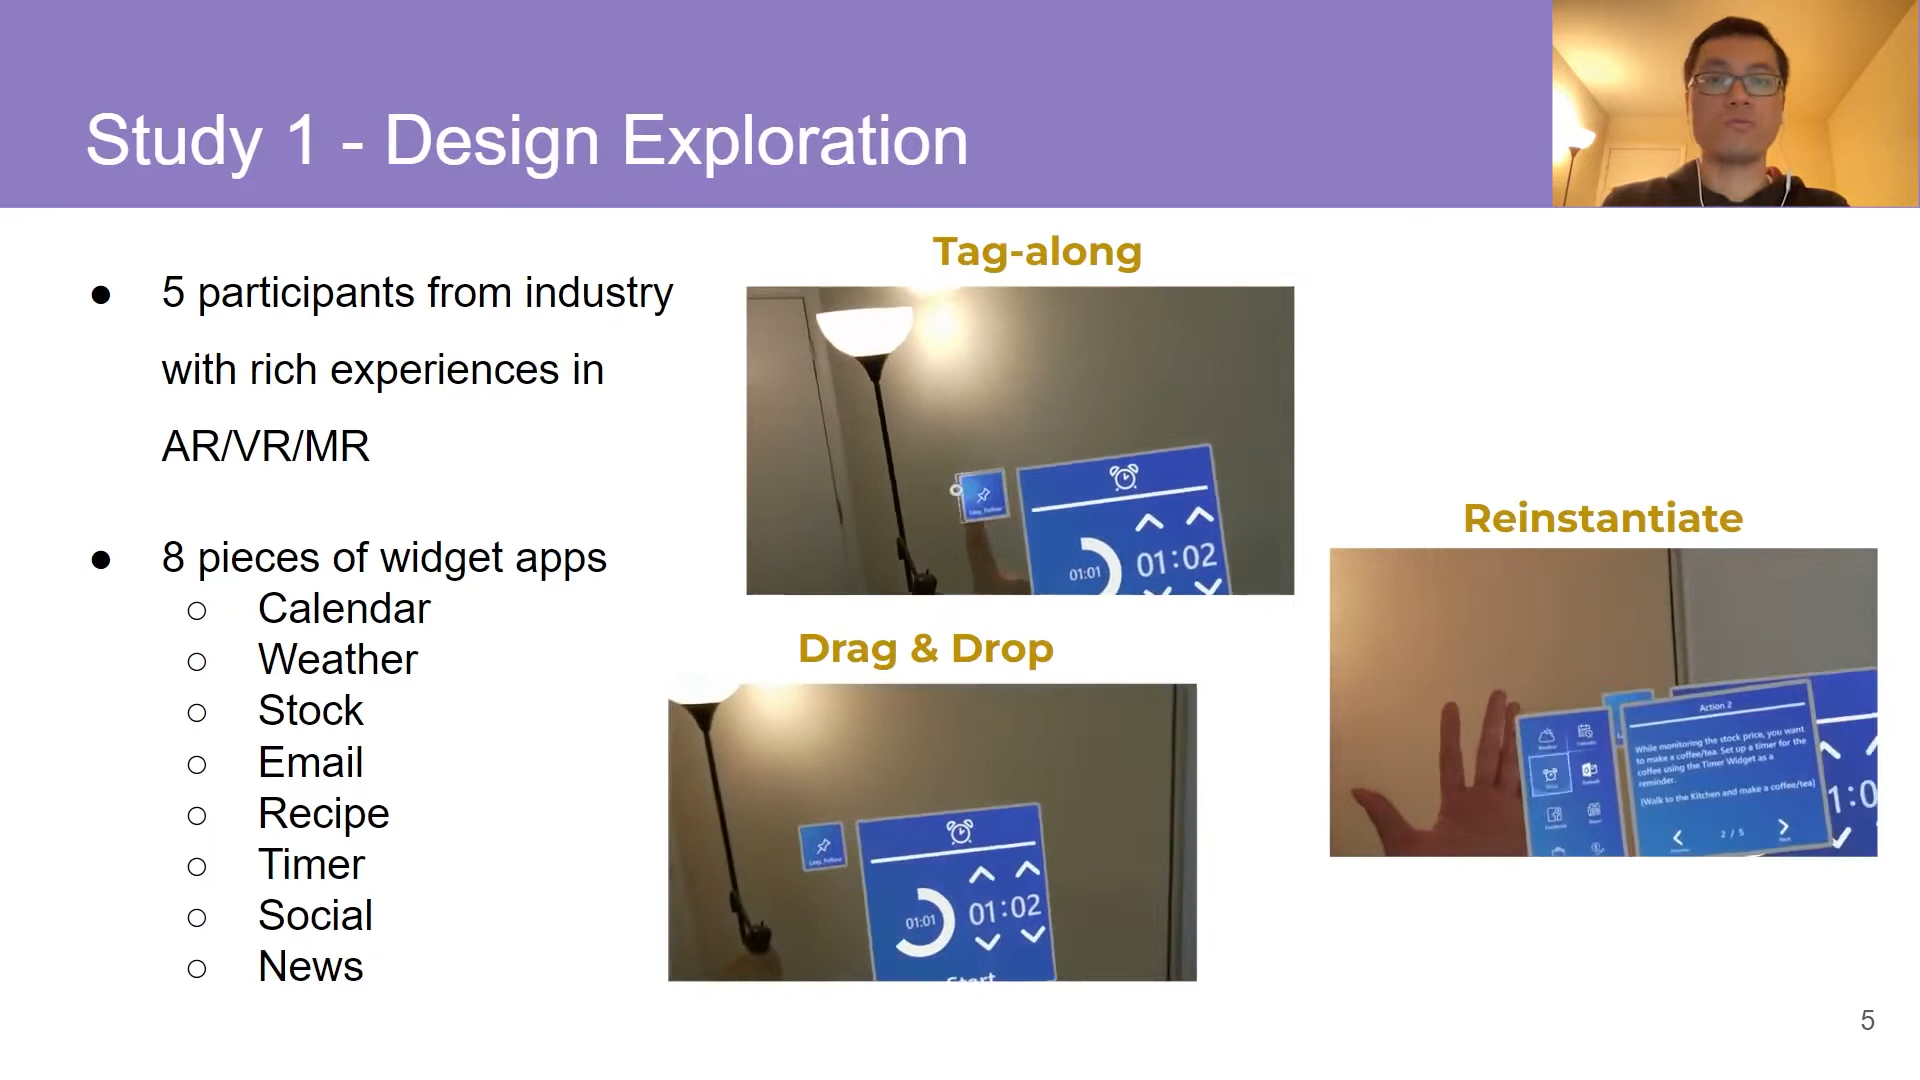 Study 1 - Design Exploration
● 5 participants from industry
with rich experiences in
AR/VR/MR
● 8 pieces of widget apps
○ Calendar
○ Weather
○ Stock
○ Email
○ Recipe
○ Timer
○ Social
○ News
Tag-along
01:01
01:02
Drag & Drop
01:01
01:02
Start
Reinstantiate
Action 2
While monitoring the stock price, you want
to make a coffee/tea. Set up a timer for the
coffee using the Timer Widget as a
reminder.
(Walk to the Kitchen and make a coffee/tea)
2 / 5
1:0
5